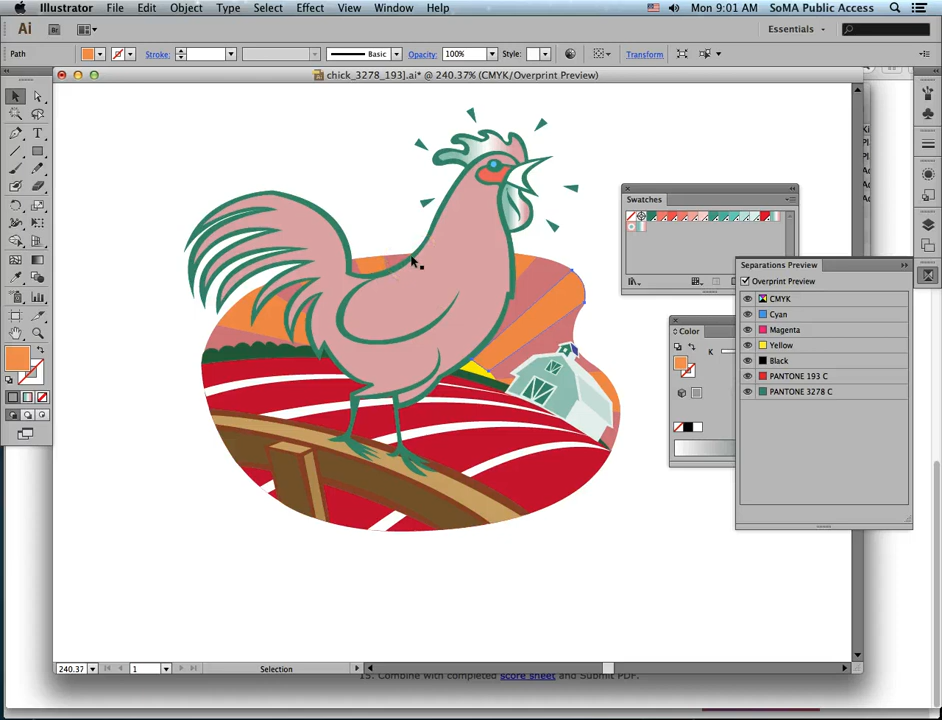 Illustrator File Edit Object Type Select Effect View Window Help Mon 9:01 AM SoMA Public Access
Ai Br Essentials
Path Stroke: Basic Opacity: 100% Style: Transform
chick_3278_193].ai* @ 240.37% (CMYK/Overprint Preview)
Swatches
Separations Preview
Overprint Preview
CMYK
Cyan
Magenta
Yellow
Black
PANTONE 193 C
PANTONE 3278 C
Color
K
240.37 1 Selection
15. Combine with completed score sheet and Submit PDF.